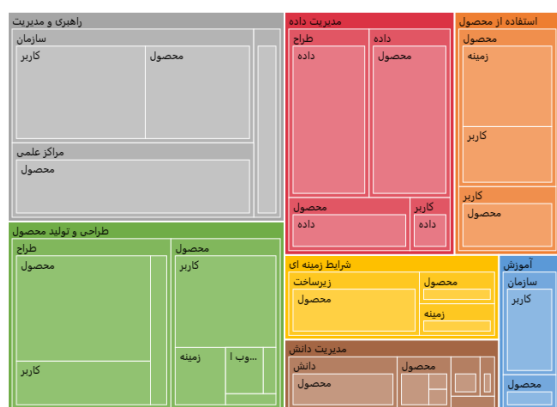 راهبری و مدیریت
سازمان
کاربر
محصول
مراکز علمی
محصول
مدیریت داده
طراح
داده
داده
محصول
محصول
داده
کاربر
داده
استفاده از محصول
محصول
زمینه
کاربر
کاربر
محصول
طراحی و تولید محصول
طراح
محصول
کاربر
محصول
کاربر
زمینه
وب ا...
شرایط زمینه ای
زیرساخت
محصول
محصول
زمینه
آموزش
سازمان
کاربر
محصول
مدیریت دانش
دانش
محصول
محصول